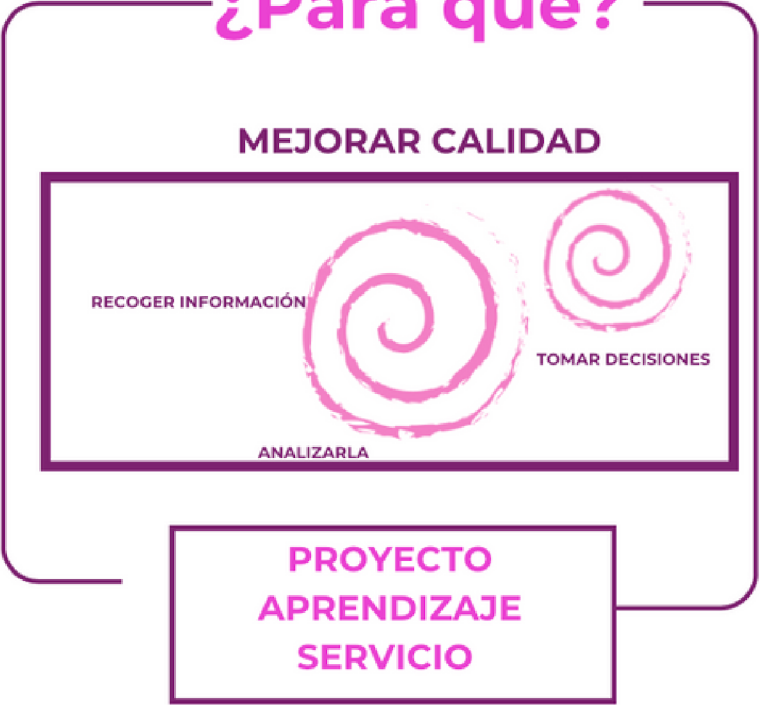 ¿Para qué?
MEJORAR CALIDAD
RECOGER INFORMACIÓN
TOMAR DECISIONES
ANALIZARLA
PROYECTO
APRENDIZAJE
SERVICIO